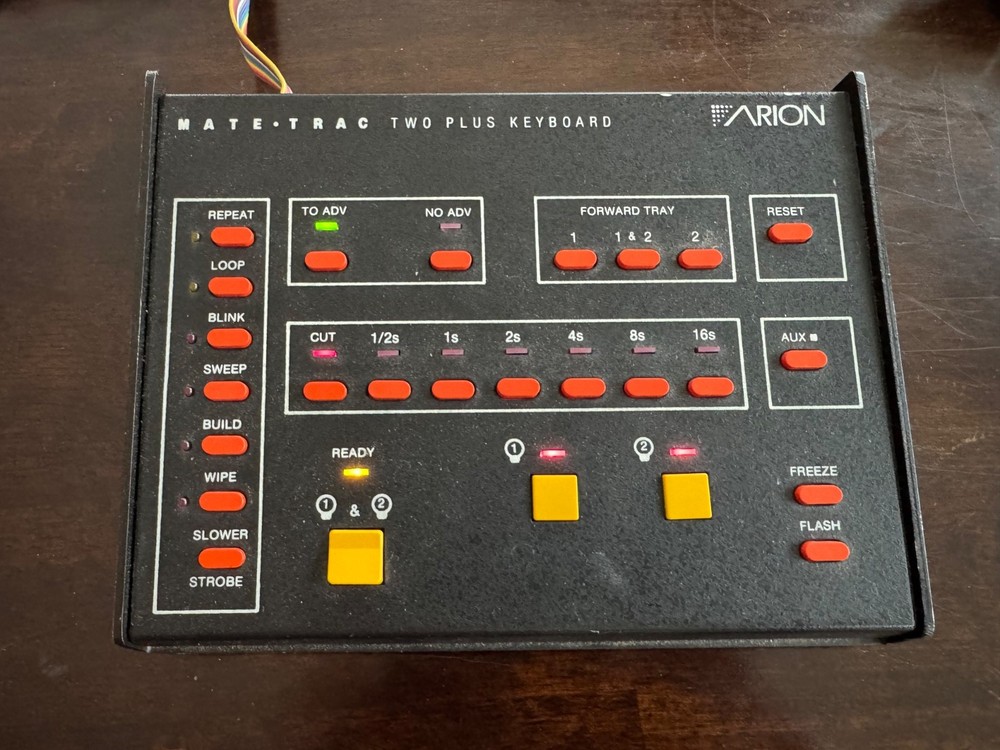 MATE•TRAC TWO PLUS KEYBOARD
ARION
REPEAT
LOOP
BLINK
SWEEP
BUILD
WIPE
SLOWER
STROBE
TO ADV NO ADV
FORWARD TRAY
1 1 & 2 2
RESET
CUT 1/2s 1s 2s 4s 8s 16s
AUX
READY
1 & 2
1
2
FREEZE
FLASH